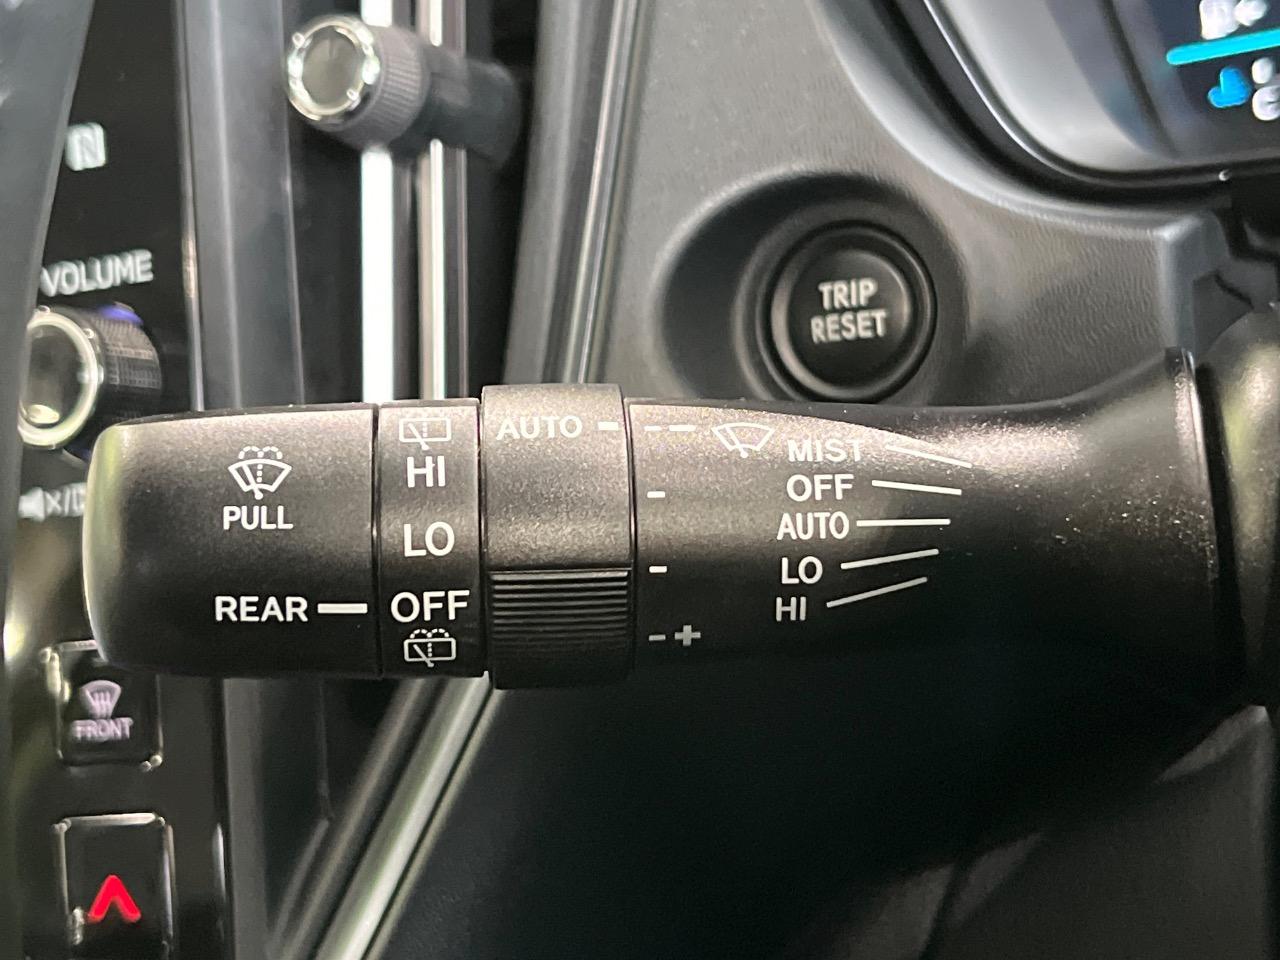 VOLUME
TRIP
RESET
PULL
REAR
HI
LO
OFF
AUTO
- +
MIST
OFF
AUTO
LO
HI
FRONT